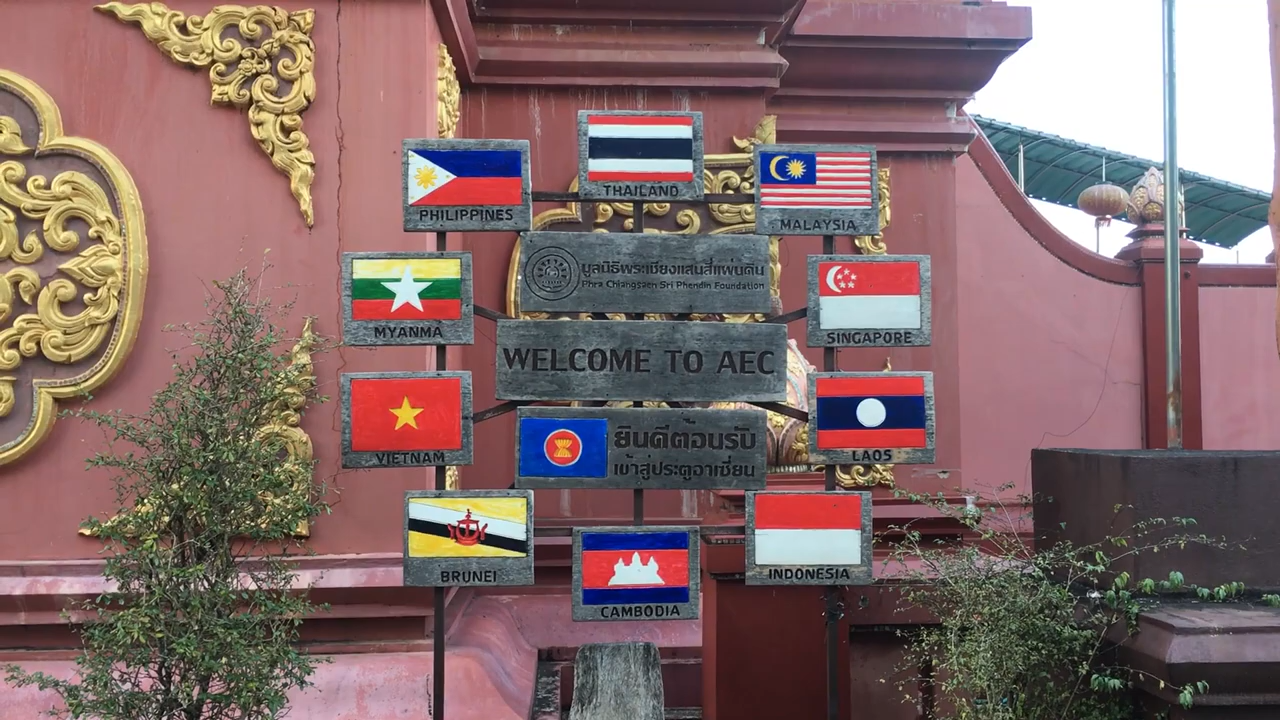 THAILAND
PHILIPPINES
MALAYSIA
มูลนิธิพระเชียงแสนสี่แผ่นดิน
Phra Chiangsaen Sri Phendin Foundation
MYANMA
SINGAPORE
WELCOME TO AEC
VIETNAM
LAOS
ยินดีต้อนรับ
เข้าสู่ประตูอาเซียน
BRUNEI
INDONESIA
CAMBODIA